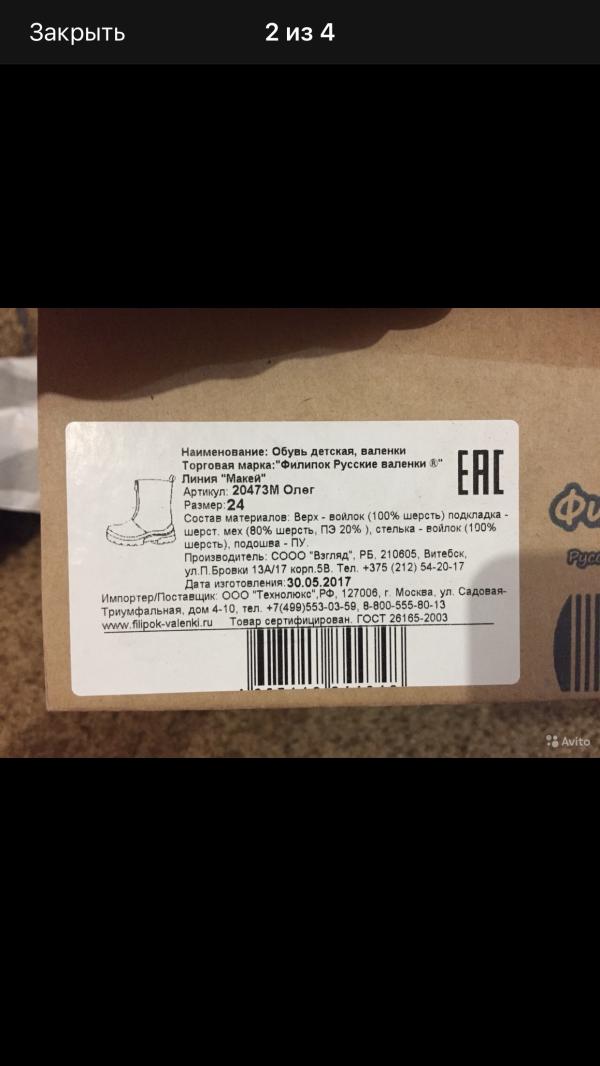 Закрыть
2 из 4
Наименование: Обувь детская, валенки
Торговая марка:"Филипок Русские валенки ®"
Линия "Макей"
Артикул: 20473М Олег
Размер: 24
Состав материалов: Верх - войлок (100% шерсть) подкладка -
шерст. мех (80% шерсть, ПЭ 20% ), стелька - войлок (100%
шерсть), подошва - ПУ.
Производитель: СООО "Взгляд", РБ, 210605, Витебск,
ул.П.Бровки 13А/17 корп.5В. Тел. +375 (212) 54-20-17
Дата изготовления:30.05.2017
Импортер/Поставщик: ООО "Технолюкс",РФ, 127006, г. Москва, ул. Садовая-
Триумфальная, дом 4-10, тел. +7(499)553-03-59, 8-800-555-80-13
www.filipok-valenki.ru Товар сертифицирован. ГОСТ 26165-2003
EAC
Фи
Русс
Avito